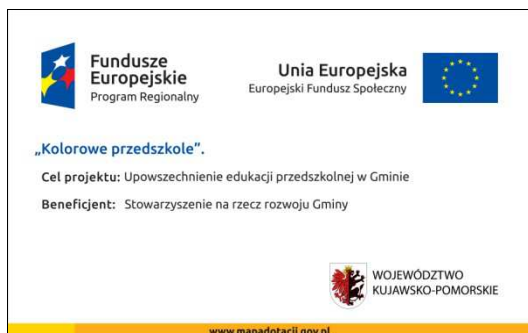 Fundusze
Europejskie
Program Regionalny
Unia Europejska
Europejski Fundusz Społeczny
„Kolorowe przedszkole”.
Cel projektu: Upowszechnienie edukacji przedszkolnej w Gminie
Beneficjent: Stowarzyszenie na rzecz rozwoju Gminy
WOJEWÓDZTWO
KUJAWSKO-POMORSKIE
www.mapadotacji.gov.pl